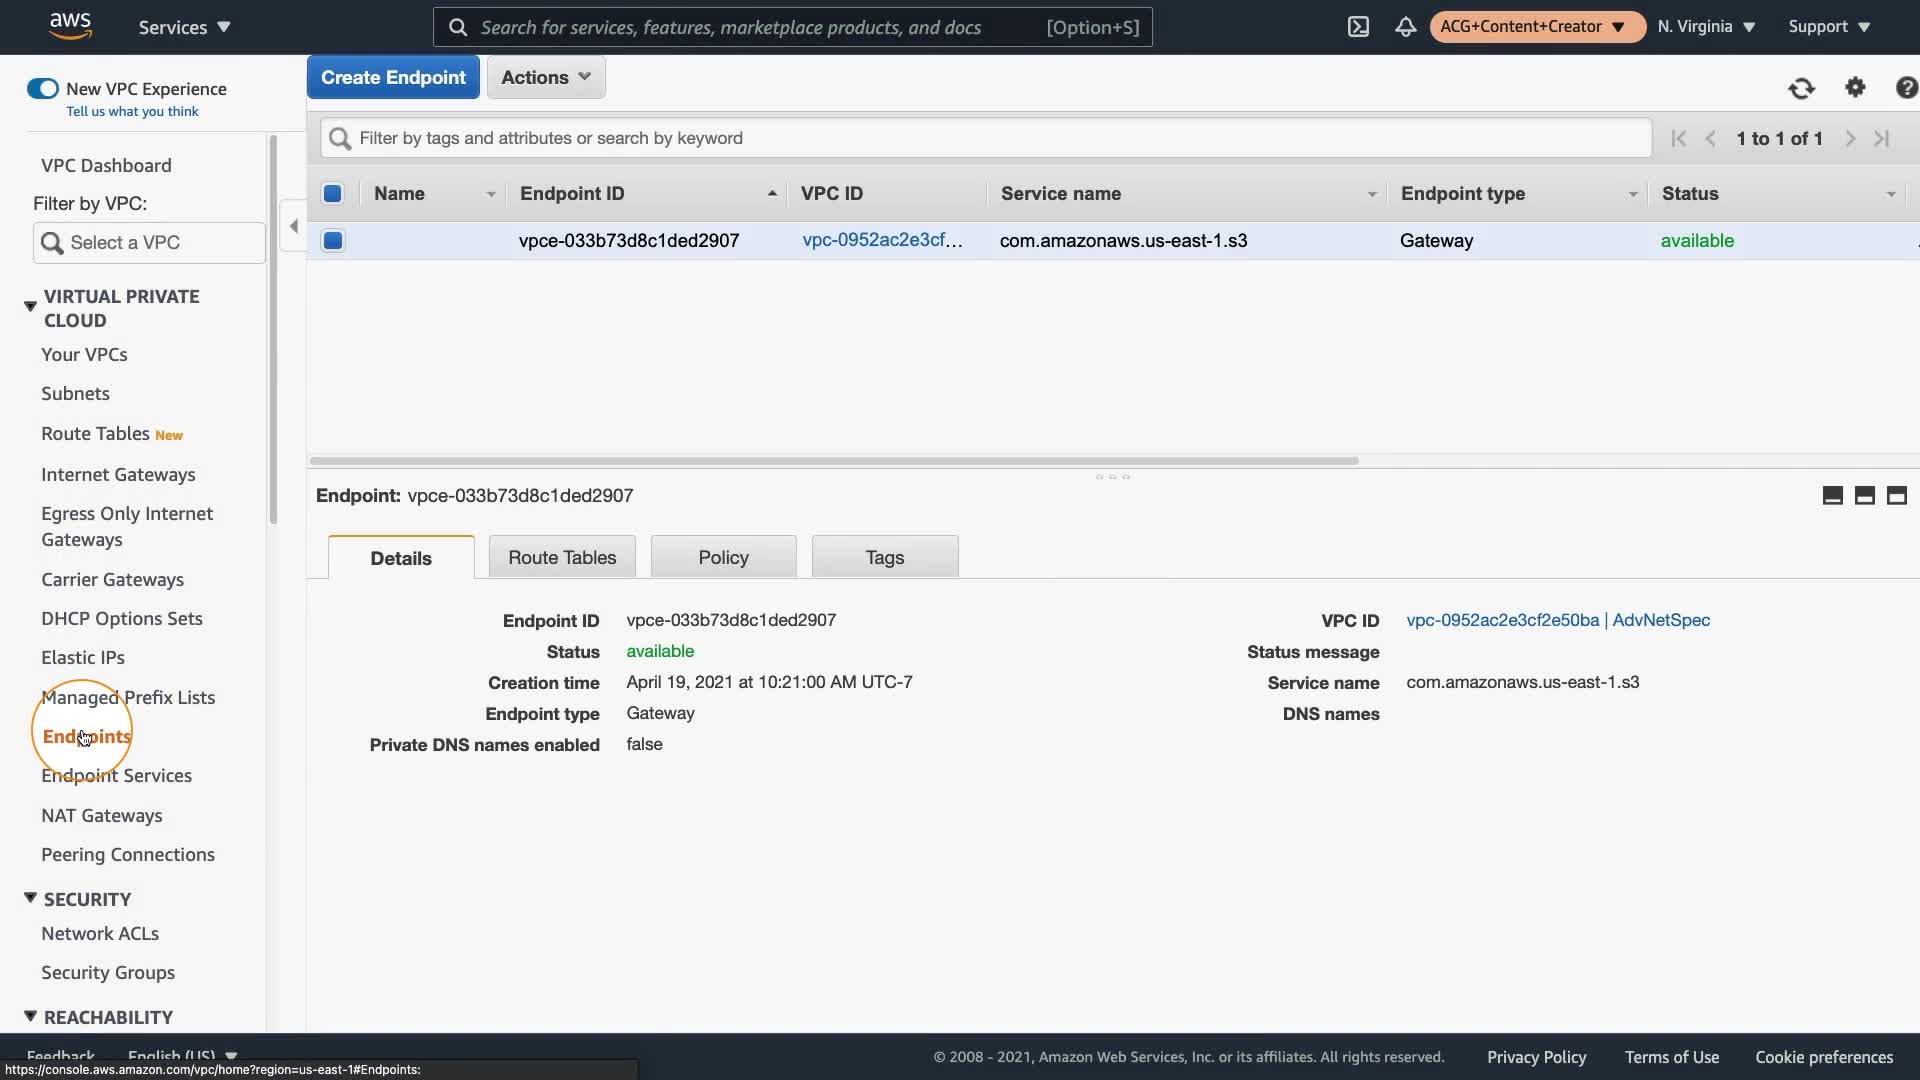 aws
Services
Search for services, features, marketplace products, and docs [Option+S]
ACG+Content+Creator
N. Virginia
Support
New VPC Experience
Tell us what you think
VPC Dashboard
Filter by VPC:
Select a VPC
VIRTUAL PRIVATE
CLOUD
Your VPCs
Subnets
Route Tables New
Internet Gateways
Egress Only Internet
Gateways
Carrier Gateways
DHCP Options Sets
Elastic IPs
Managed Prefix Lists
Endpoints
Endpoint Services
NAT Gateways
Peering Connections
SECURITY
Network ACLs
Security Groups
REACHABILITY
Create Endpoint
Actions
Filter by tags and attributes or search by keyword
1 to 1 of 1
Name Endpoint ID VPC ID Service name Endpoint type Status
vpce-033b73d8c1ded2907 vpc-0952ac2e3cf... com.amazonaws.us-east-1.s3 Gateway available
Endpoint: vpce-033b73d8c1ded2907
Details Route Tables Policy Tags
Endpoint ID vpce-033b73d8c1ded2907
Status available
Creation time April 19, 2021 at 10:21:00 AM UTC-7
Endpoint type Gateway
Private DNS names enabled false
VPC ID vpc-0952ac2e3cf2e50ba | AdvNetSpec
Status message
Service name com.amazonaws.us-east-1.s3
DNS names
Feedback English (US)
© 2008 - 2021, Amazon Web Services, Inc. or its affiliates. All rights reserved. Privacy Policy Terms of Use Cookie preferences
https://console.aws.amazon.com/vpc/home?region=us-east-1#Endpoints: